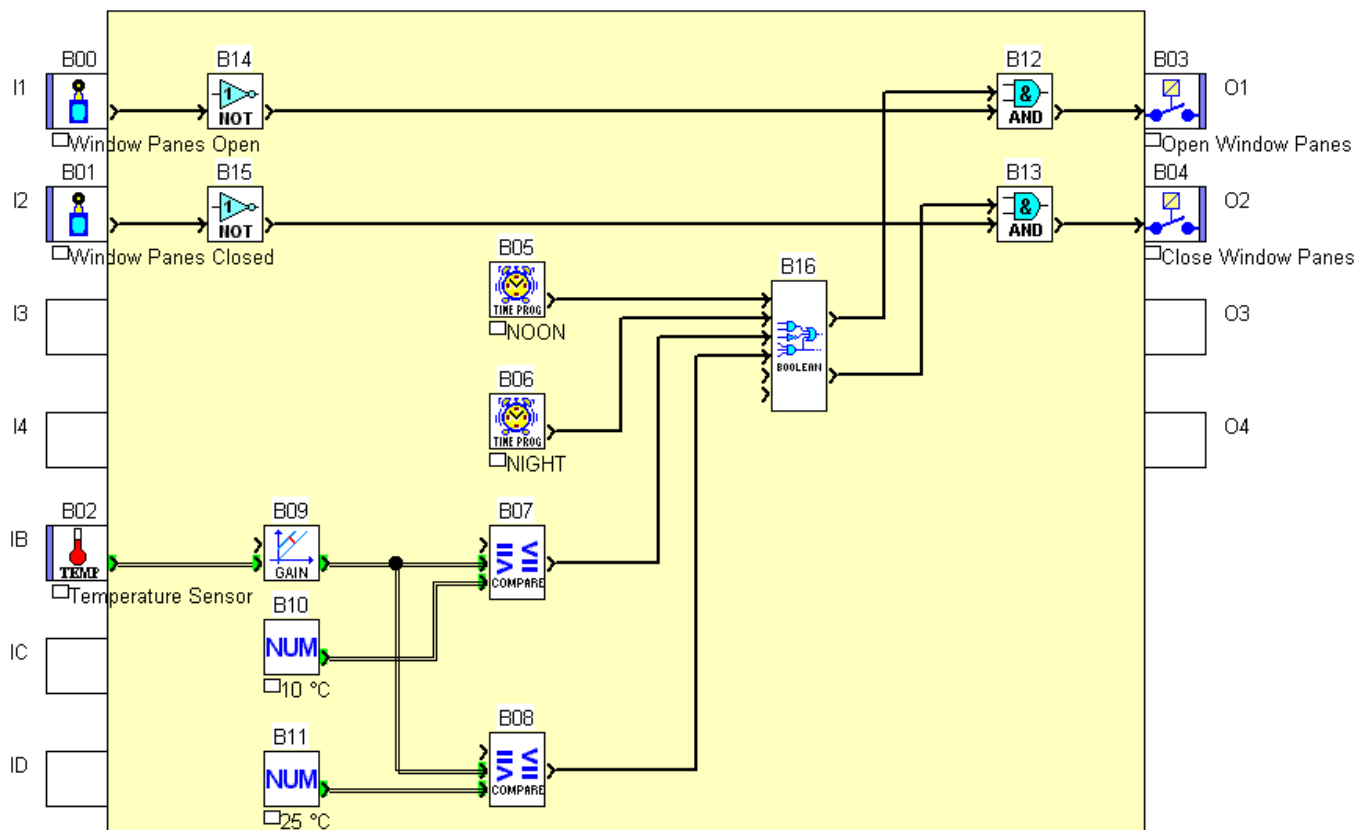 B00 B14 B12 B03
I1 1 & O1
NOT AND
Window Panes Open Open Window Panes
B01 B15 B13 B04
I2 1 & O2
NOT AND
Window Panes Closed Close Window Panes
B05 B16
I3 O3
TIME PROG
NOON
BOOLEAN
B06
I4 O4
TIME PROG
NIGHT
B02 B09 B07
IB
TEMP GAIN COMPARE
Temperature Sensor
B10
IC NUM
10 °C
B11 B08
ID NUM
COMPARE
25 °C